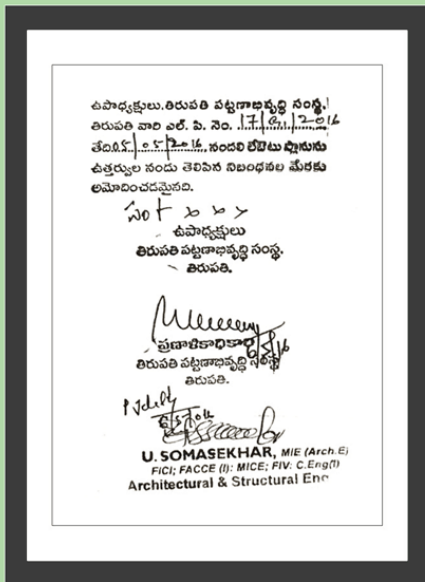 ఉపాధ్యక్షులు.తిరుపతి పట్టణాభివృద్ధి సంస్థ.
తిరుపతి వారి ఎల్. పి. నెం. 17/ /2016
తేది.05/05/2016. నందలి లేఔటు ప్లానును
ఉత్తర్వుల నందు తెలిపిన నిబంధనల మేరకు
అమోదించడమైనది.
ఉపాధ్యక్షులు
తిరుపతి పట్టణాభివృద్ధి సంస్థ.
తిరుపతి.
ప్రణాళికాధికారి
తిరుపతి పట్టణాభివృద్ధి సంస్థ
తిరుపతి.
U. SOMASEKHAR, MIE (Arch.E)
FICI; FACCE (I): MICE; FIV: C.Eng(I)
Architectural & Structural Eng